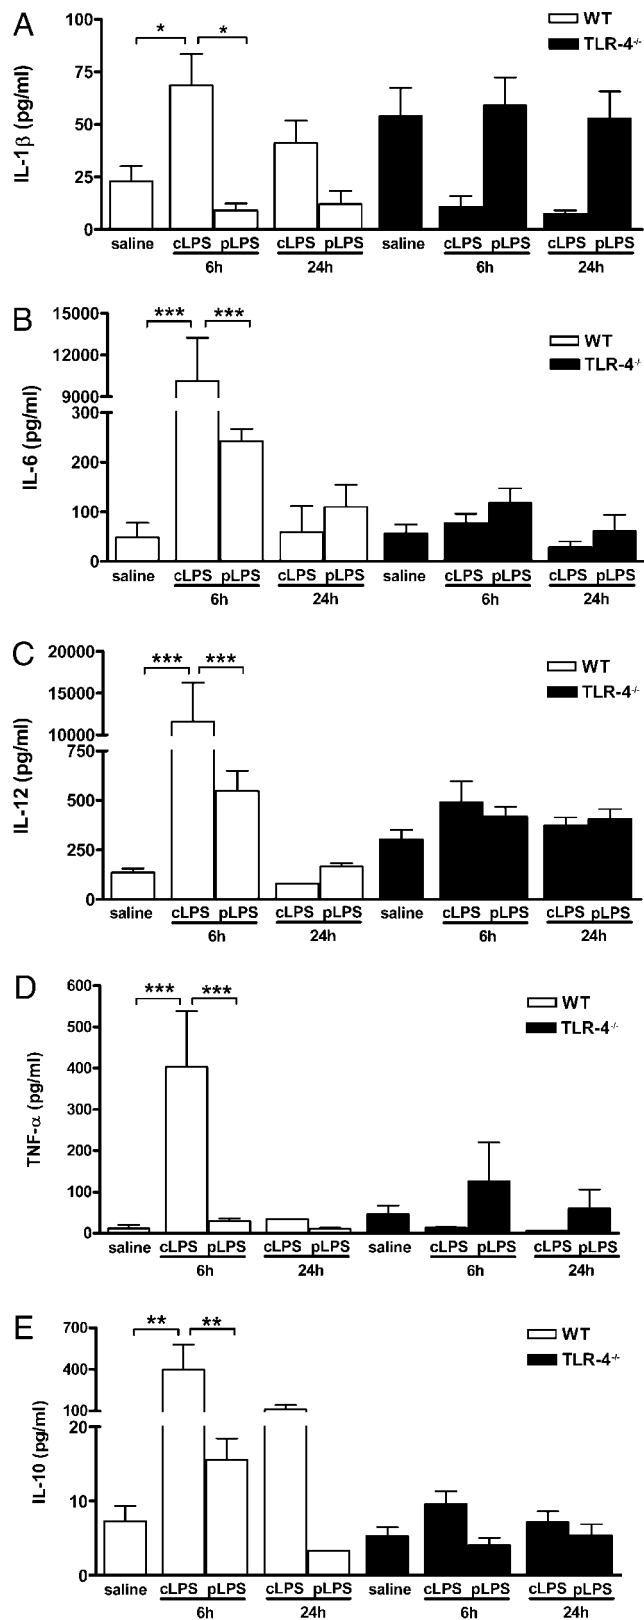 A
WT
TLR-4-/-
IL-1β (pg/ml)
100
75
50
25
0
* *
saline cLPS pLPS cLPS pLPS saline cLPS pLPS cLPS pLPS
6h 24h 6h 24h
B
WT
TLR-4-/-
IL-6 (pg/ml)
15000
12000
9000
300
200
100
0
*** ***
saline cLPS pLPS cLPS pLPS saline cLPS pLPS cLPS pLPS
6h 24h 6h 24h
C
WT
TLR-4-/-
IL-12 (pg/ml)
20000
15000
10000
750
500
250
0
*** ***
saline cLPS pLPS cLPS pLPS saline cLPS pLPS cLPS pLPS
6h 24h 6h 24h
D
WT
TLR-4-/-
TNF-α (pg/ml)
600
500
400
200
100
0
*** ***
saline cLPS pLPS cLPS pLPS saline cLPS pLPS cLPS pLPS
6h 24h 6h 24h
E
WT
TLR-4-/-
IL-10 (pg/ml)
700
400
100
20
10
0
** **
saline cLPS pLPS cLPS pLPS saline cLPS pLPS cLPS pLPS
6h 24h 6h 24h